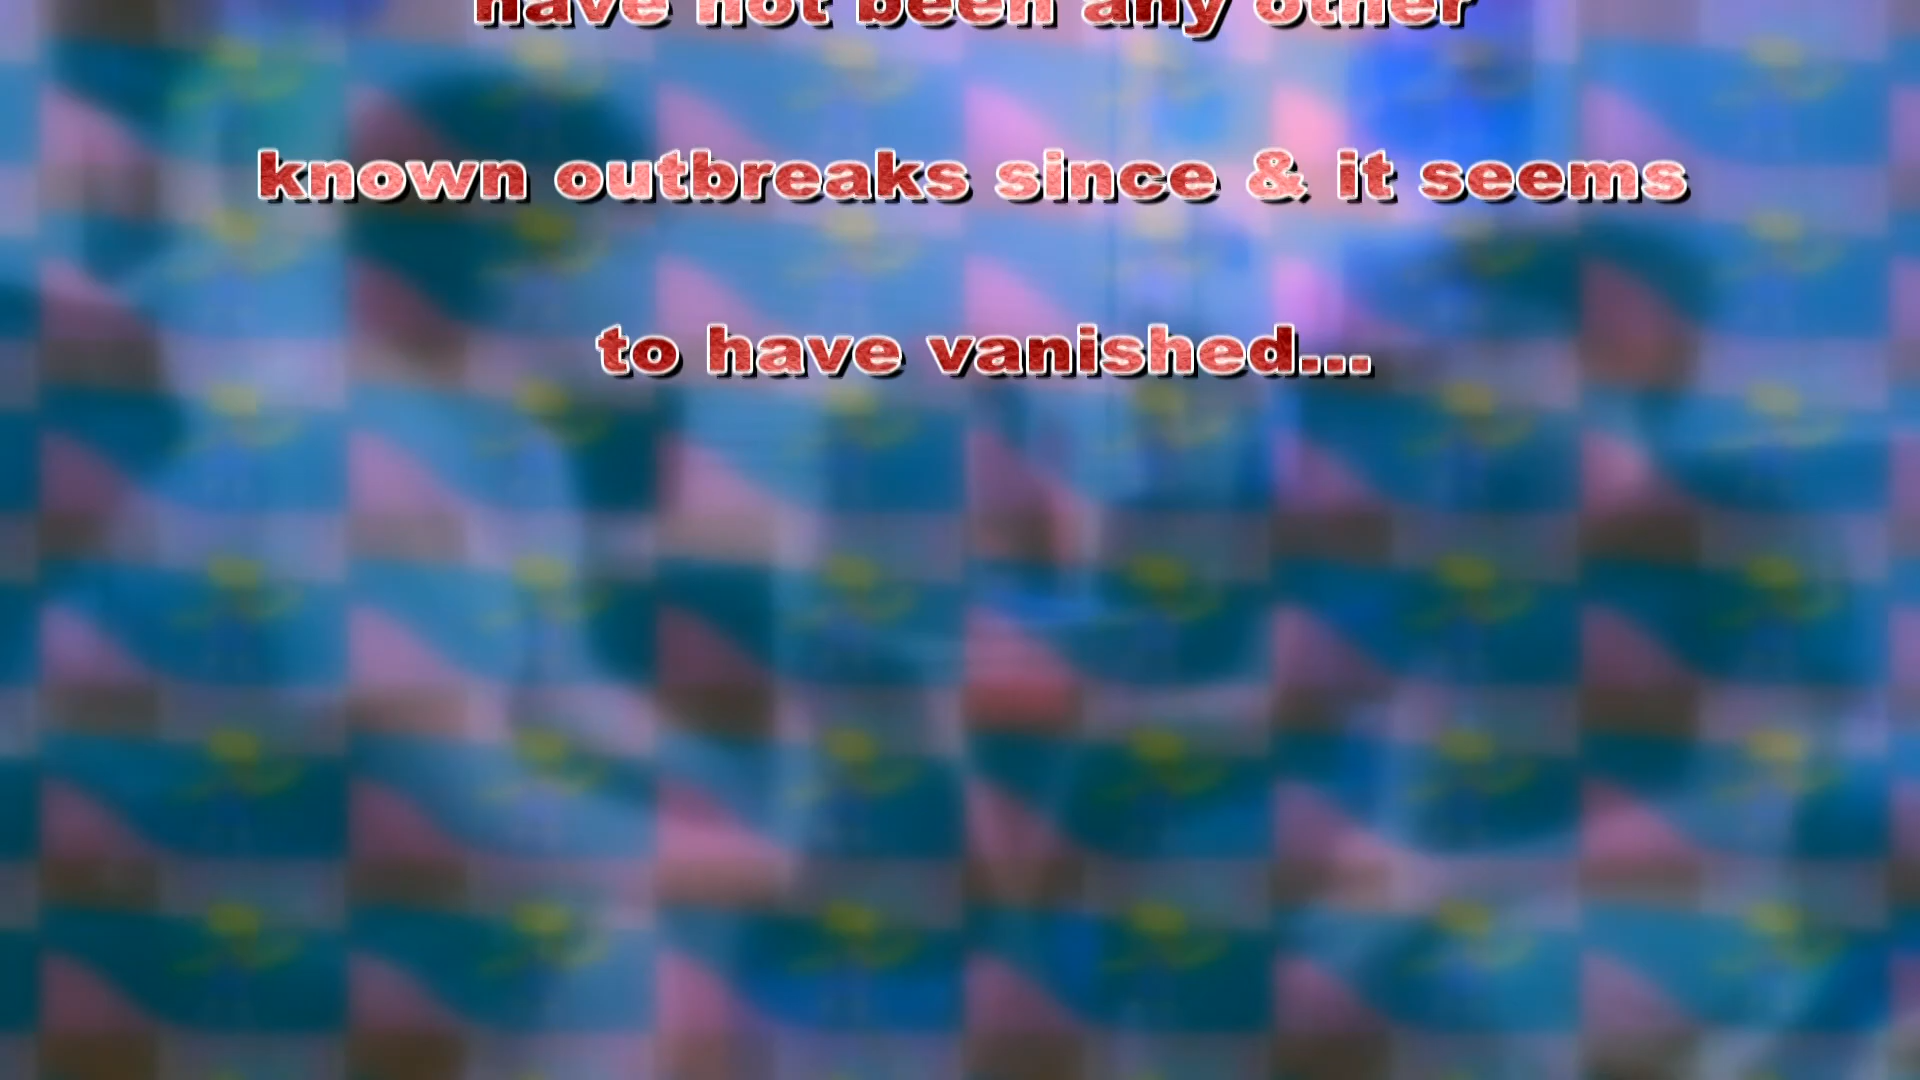 have not been any other
known outbreaks since & it seems
to have vanished...